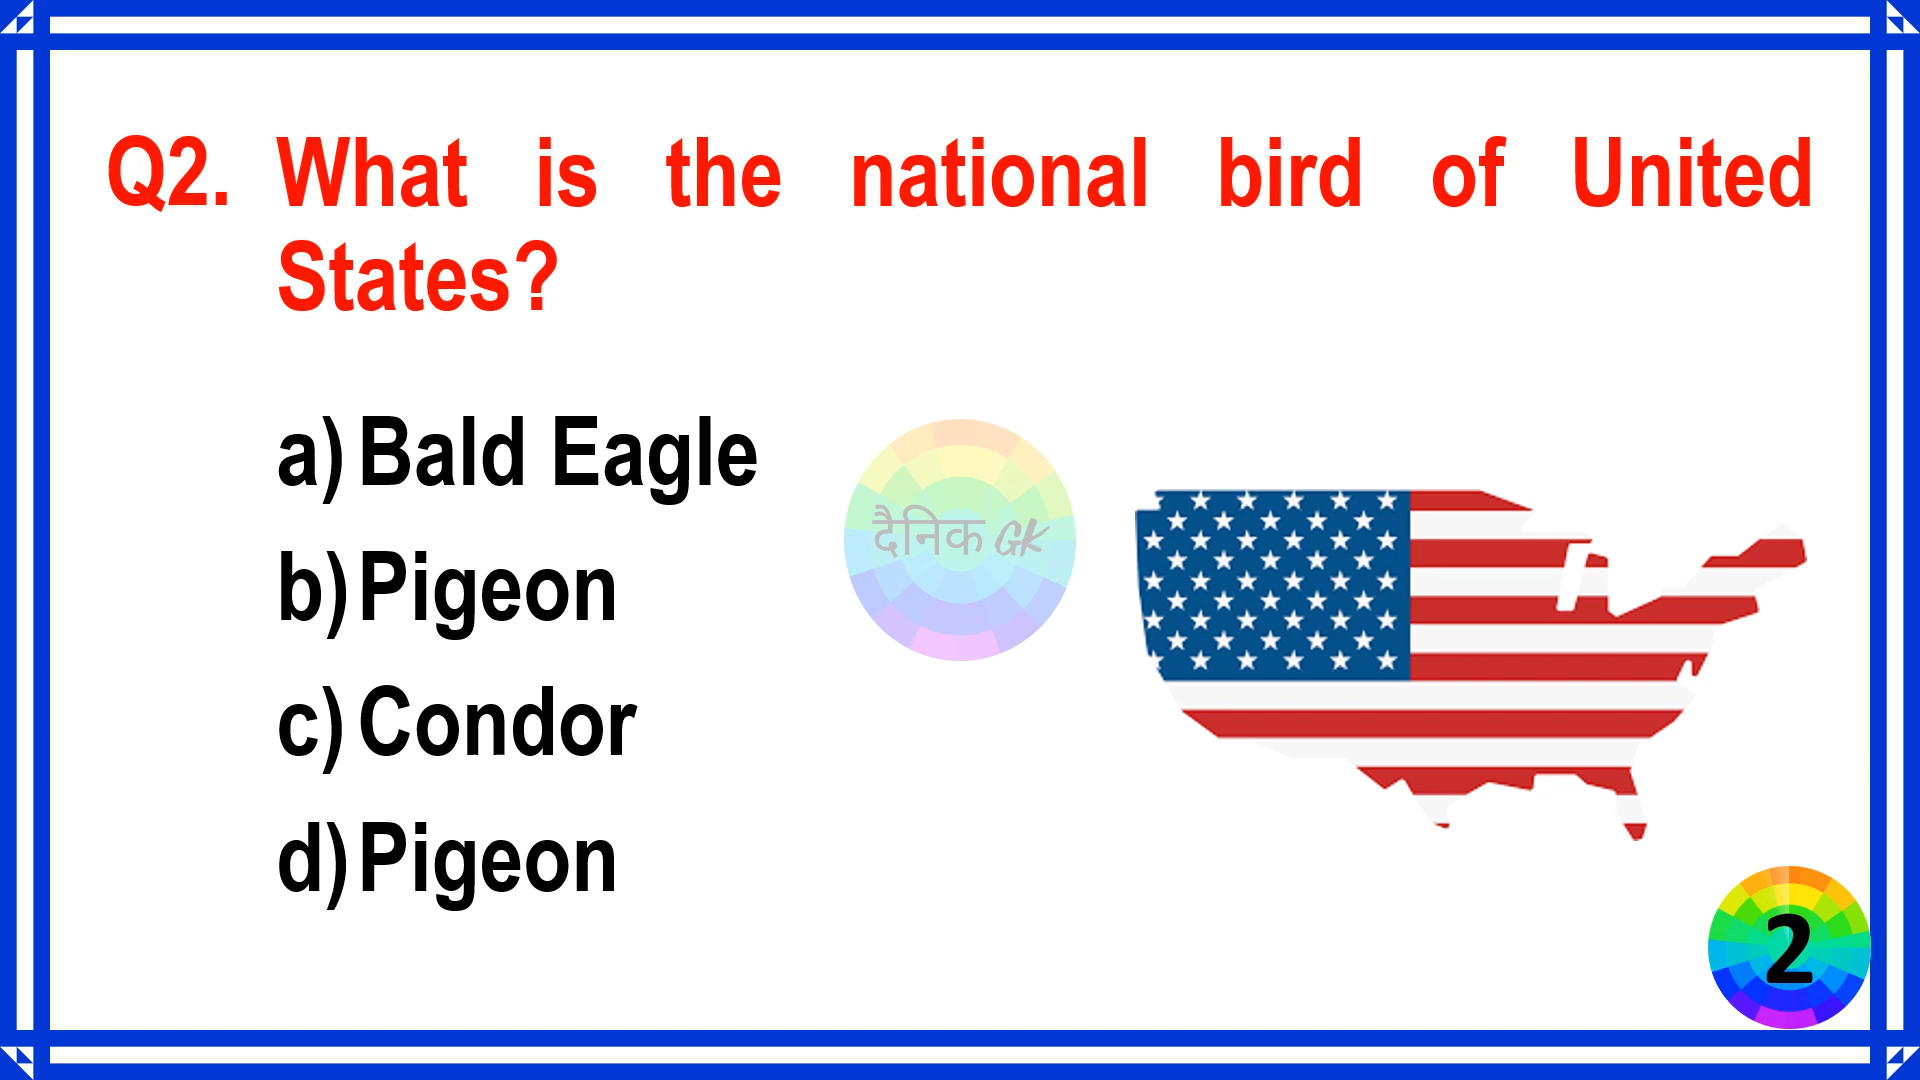 Q2. What is the national bird of United
States?
a) Bald Eagle
दैनिक GK
b) Pigeon
c) Condor
d) Pigeon
2